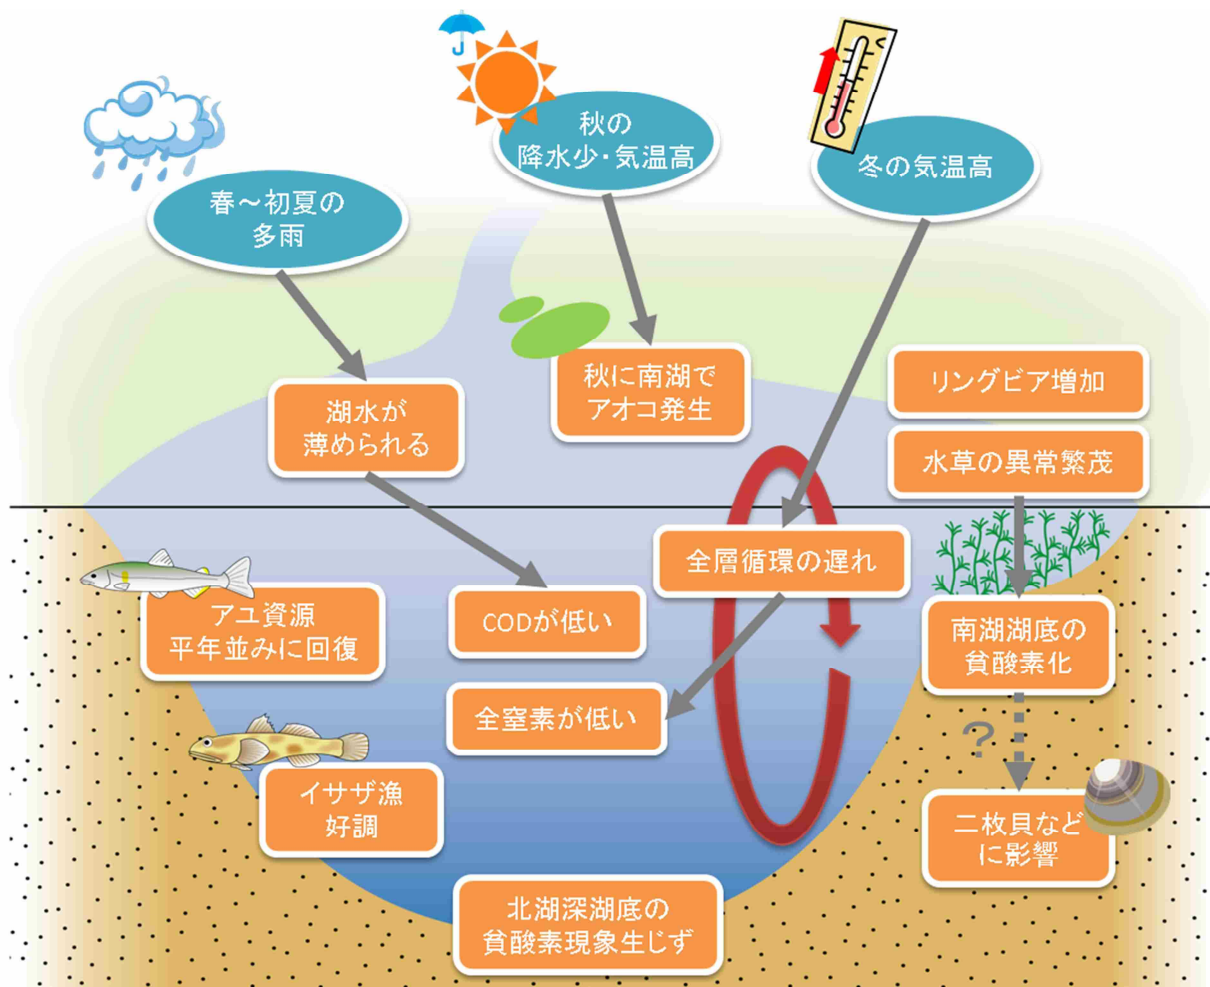 秋の
降水少・気温高
冬の気温高
春～初夏の
多雨
秋に南湖で
アオコ発生
リングビア増加
湖水が
薄められる
水草の異常繁茂
全層循環の遅れ
アユ資源
平年並みに回復
CODが低い
南湖湖底の
貧酸素化
全窒素が低い
?
イサザ漁
好調
二枚貝など
に影響
北湖深湖底の
貧酸素現象生じず